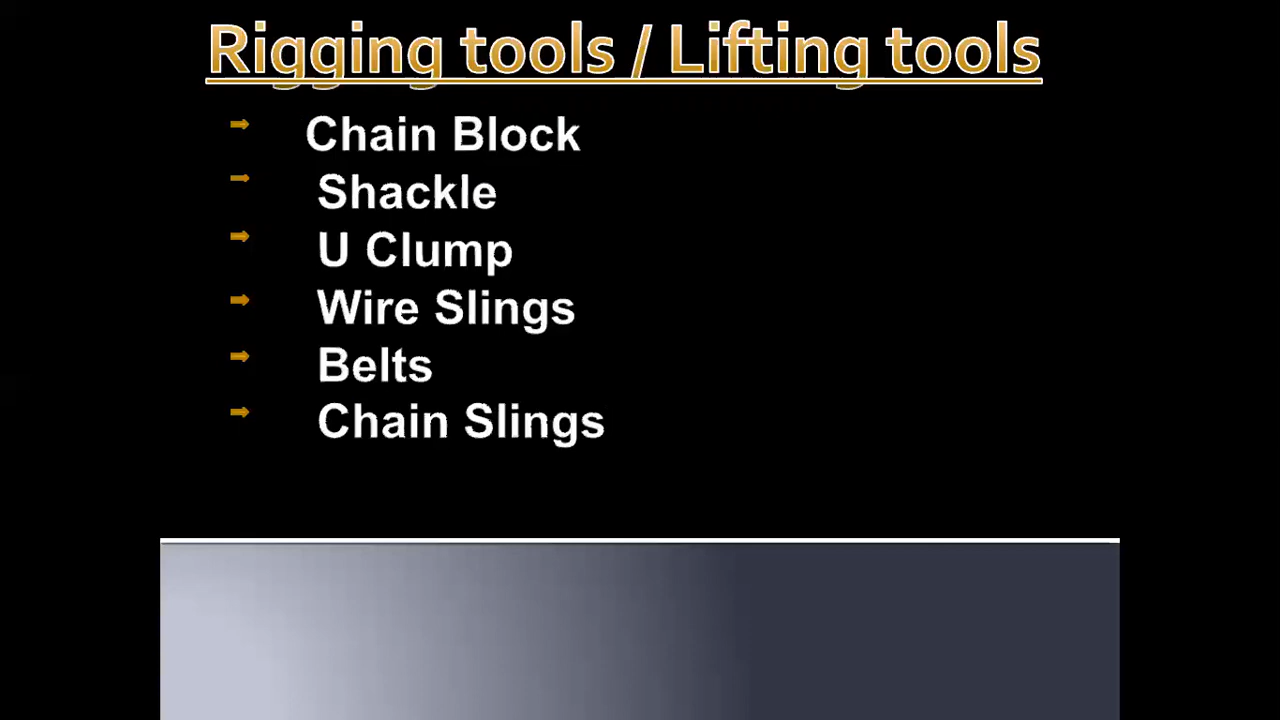 Rigging tools / Lifting tools
Chain Block
Shackle
U Clump
Wire Slings
Belts
Chain Slings